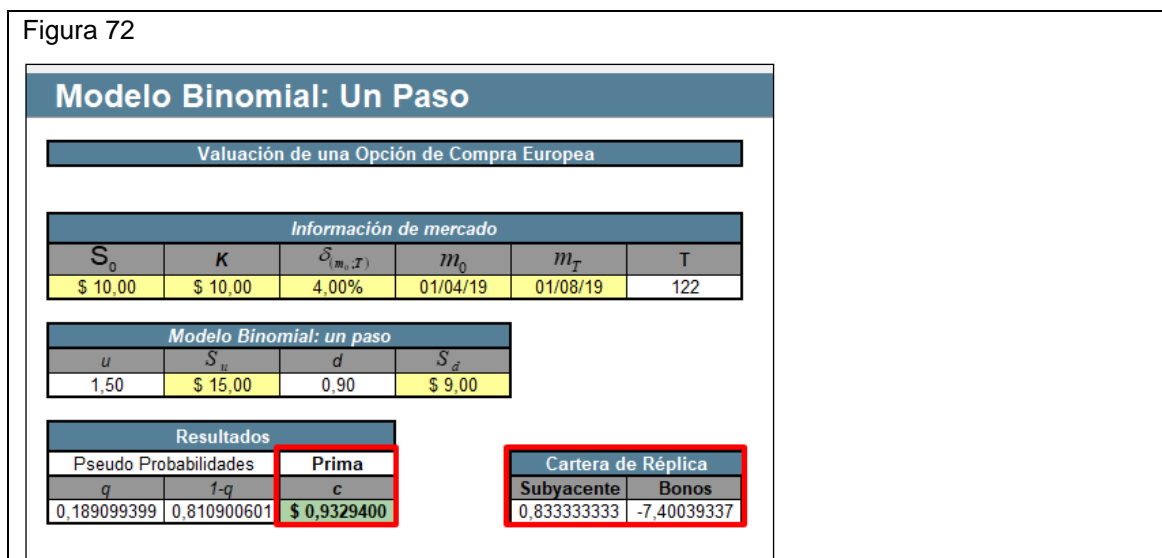 Figura 72
Modelo Binomial: Un Paso
Valuación de una Opción de Compra Europea
Información de mercado
S₀ K δ(m₀;T) m₀ m_T T
$ 10,00 $ 10,00 4,00% 01/04/19 01/08/19 122
Modelo Binomial: un paso
u S_u d S_d
1,50 $ 15,00 0,90 $ 9,00
Resultados
Pseudo Probabilidades Prima Cartera de Réplica
q 1-q c Subyacente Bonos
0,189099399 0,810900601 $ 0,9329400 0,833333333 -7,40039337